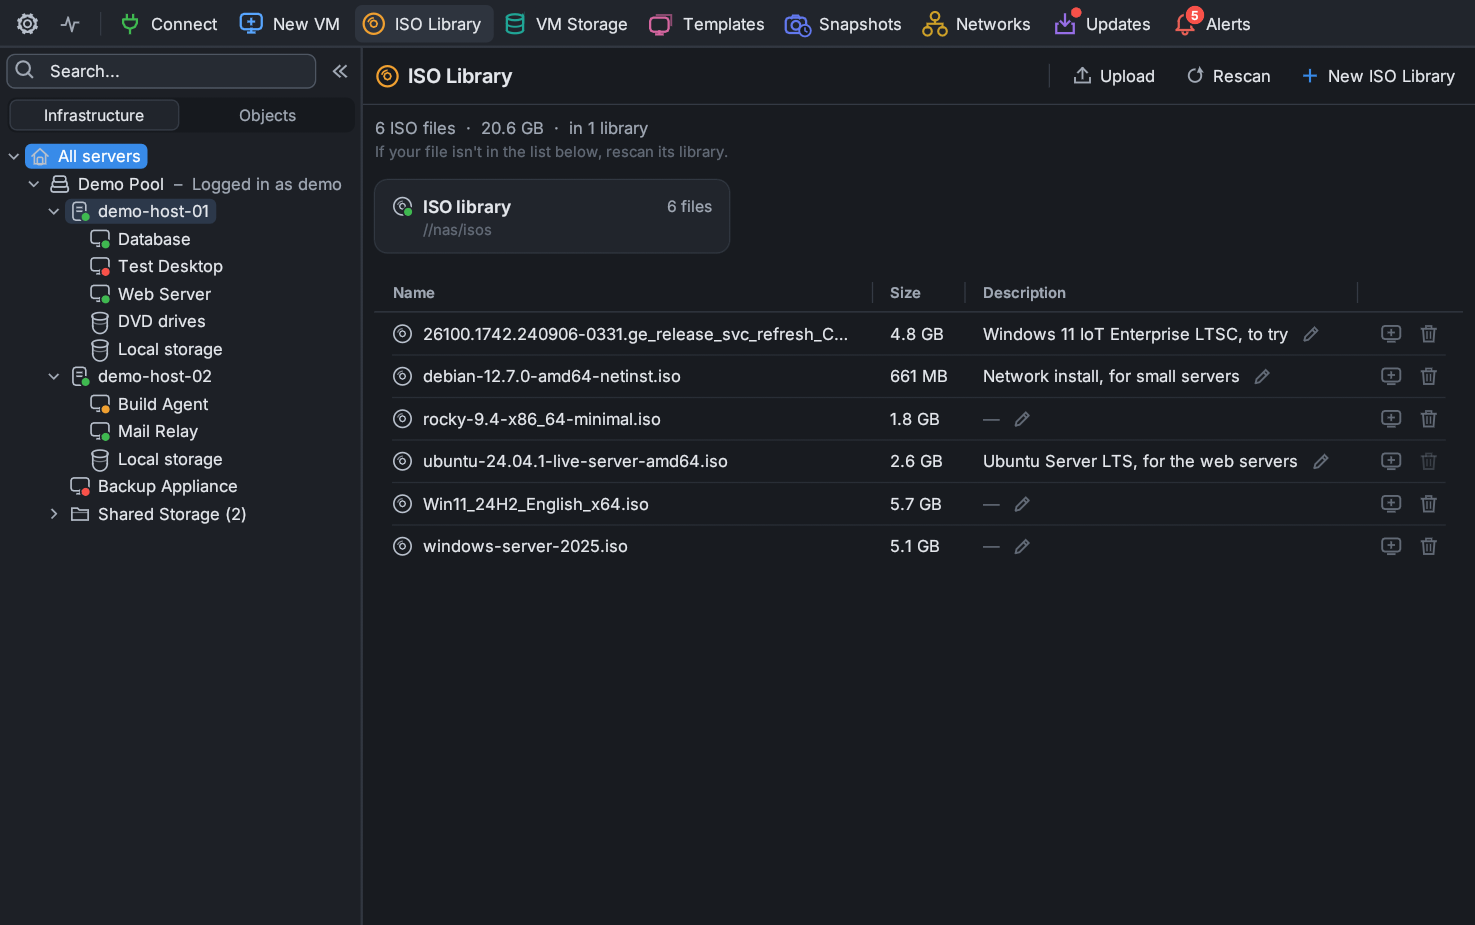 Connect New VM ISO Library VM Storage Templates Snapshots Networks Updates 5 Alerts
Search...
Infrastructure Objects
All servers
Demo Pool – Logged in as demo
demo-host-01
Database
Test Desktop
Web Server
DVD drives
Local storage
demo-host-02
Build Agent
Mail Relay
Local storage
Backup Appliance
Shared Storage (2)
ISO Library Upload Rescan New ISO Library
6 ISO files · 20.6 GB · in 1 library
If your file isn't in the list below, rescan its library.
ISO library 6 files
//nas/isos
Name Size Description
26100.1742.240906-0331.ge_release_svc_refresh_C... 4.8 GB Windows 11 IoT Enterprise LTSC, to try
debian-12.7.0-amd64-netinst.iso 661 MB Network install, for small servers
rocky-9.4-x86_64-minimal.iso 1.8 GB —
ubuntu-24.04.1-live-server-amd64.iso 2.6 GB Ubuntu Server LTS, for the web servers
Win11_24H2_English_x64.iso 5.7 GB —
windows-server-2025.iso 5.1 GB —